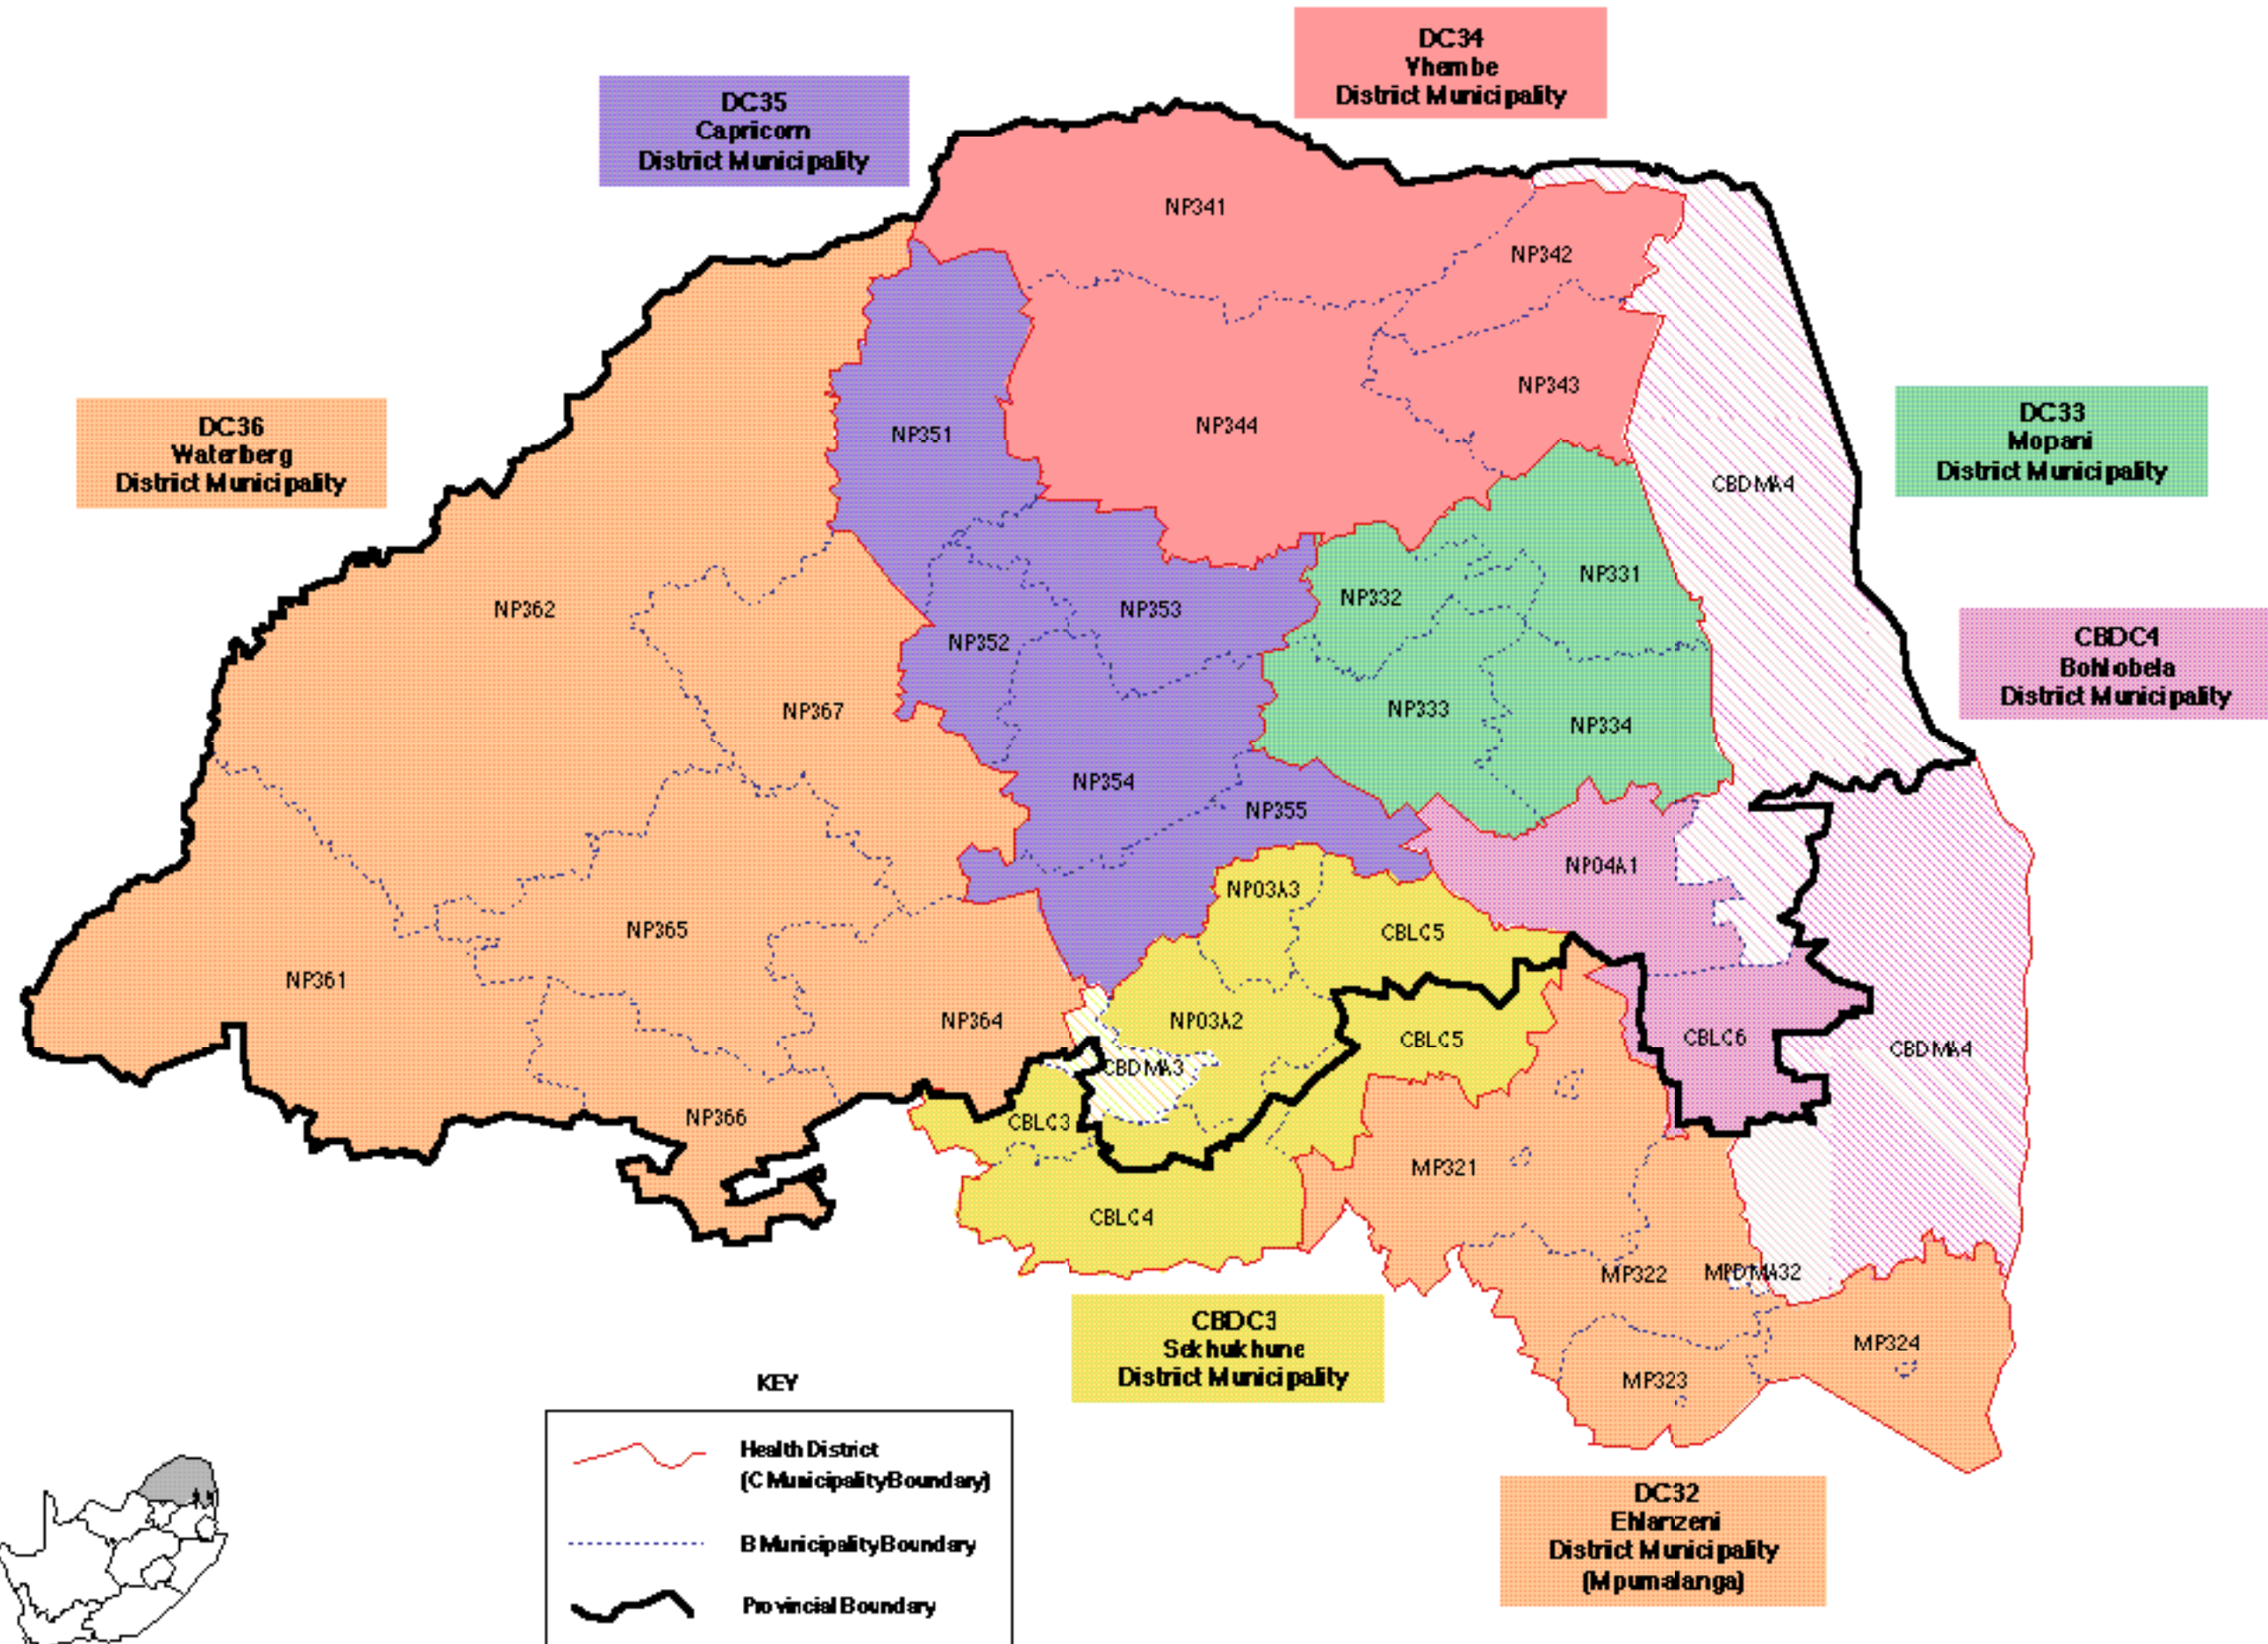 DC34
Vhembe
District Municipality
DC35
Capricorn
District Municipality
NP341
NP342
NP343
NP344
DC36
Waterberg
District Municipality
DC33
Mopani
District Municipality
NP351
CBDMA4
NP331
NP332
NP362
NP353
NP352
CBDC4
Bohlobela
District Municipality
NP367
NP333
NP334
NP354
NP355
NP04A1
NP03A3
CBLC5
NP365
NP361
NP364
NP03A2
CBLC5
CBLC6
CBDMA4
CBDMA3
NP366
CBLC3
MP321
CBLC4
MP322
MPDMA32
MP324
MP323
CBDC3
Sekhukhune
District Municipality
KEY
Health District
(C Municipality Boundary)
B Municipality Boundary
Provincial Boundary
DC32
Ehlanzeni
District Municipality
(Mpumalanga)